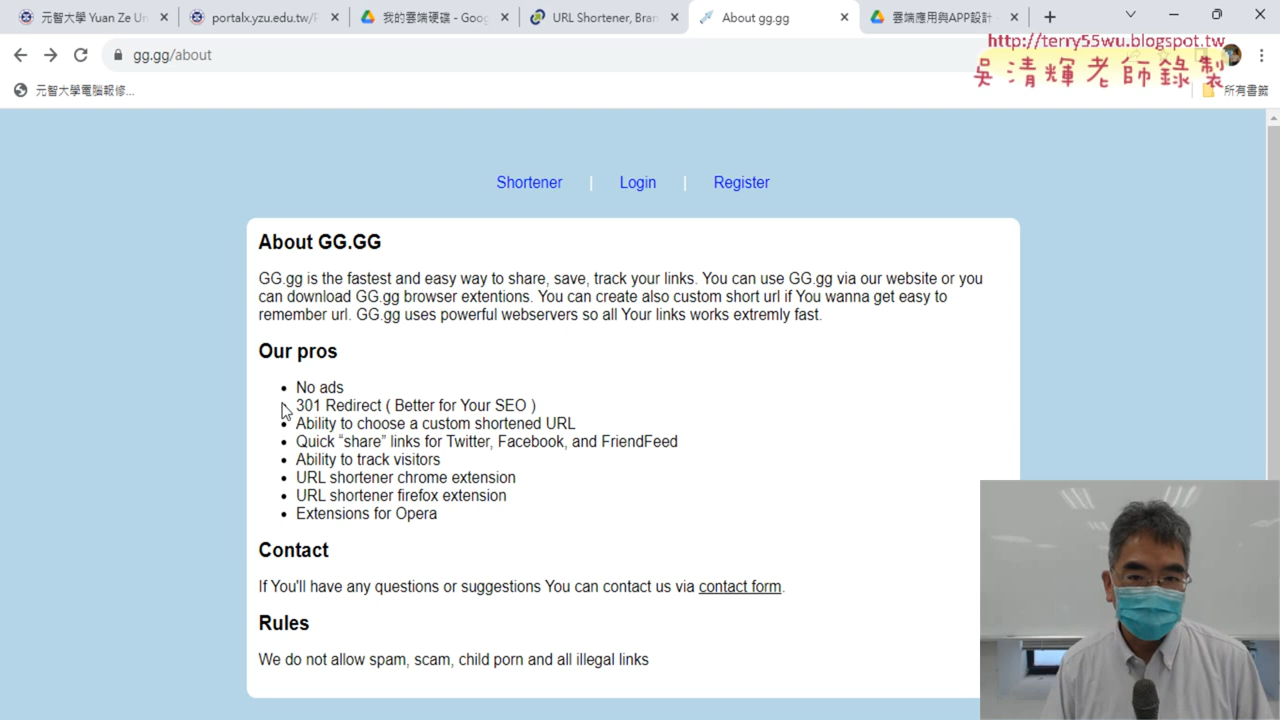 元智大學 Yuan Ze Un
portalx.yzu.edu.tw/P
我的雲端硬碟 - Goog
URL Shortener, Bran
About gg.gg
雲端應用與APP設計 -
http://terry55wu.blogspot.tw
gg.gg/about
吳清輝老師錄製
元智大學電腦報修...
所有書籤
Shortener | Login | Register
About GG.GG
GG.gg is the fastest and easy way to share, save, track your links. You can use GG.gg via our website or you
can download GG.gg browser extentions. You can create also custom short url if You wanna get easy to
remember url. GG.gg uses powerful webservers so all Your links works extremly fast.
Our pros
• No ads
• 301 Redirect ( Better for Your SEO )
• Ability to choose a custom shortened URL
• Quick “share” links for Twitter, Facebook, and FriendFeed
• Ability to track visitors
• URL shortener chrome extension
• URL shortener firefox extension
• Extensions for Opera
Contact
If You'll have any questions or suggestions You can contact us via contact form.
Rules
We do not allow spam, scam, child porn and all illegal links